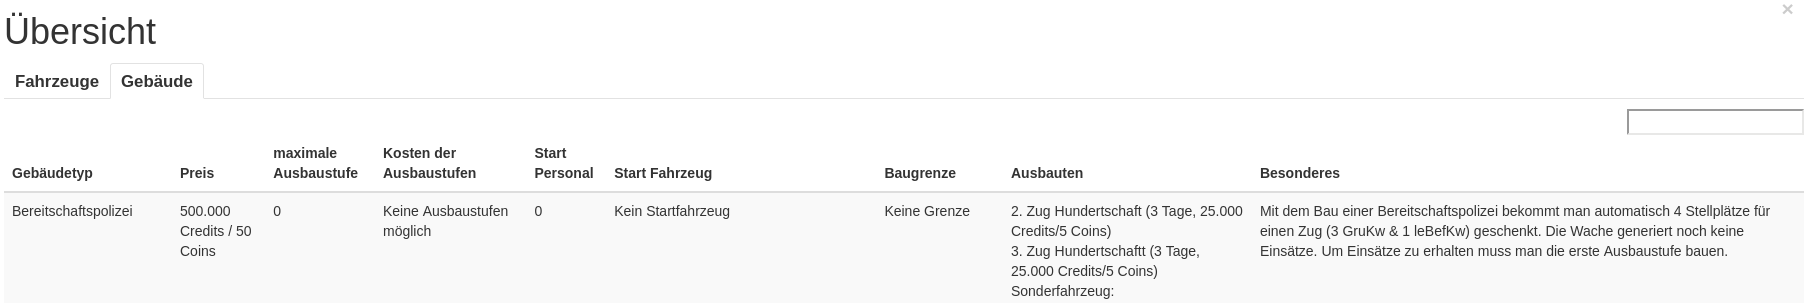 ×
Übersicht
Fahrzeuge Gebäude
Gebäudetyp Preis maximale Ausbaustufe Kosten der Ausbaustufen Start Personal Start Fahrzeug Baugrenze Ausbauten Besonderes
Bereitschaftspolizei
500.000
Credits / 50
Coins
0
Keine Ausbaustufen
möglich
0
Kein Startfahrzeug
Keine Grenze
2. Zug Hundertschaft (3 Tage, 25.000
Credits/5 Coins)
3. Zug Hundertschaftt (3 Tage,
25.000 Credits/5 Coins)
Sonderfahrzeug:
Mit dem Bau einer Bereitschaftspolizei bekommt man automatisch 4 Stellplätze für
einen Zug (3 GruKw & 1 leBefKw) geschenkt. Die Wache generiert noch keine
Einsätze. Um Einsätze zu erhalten muss man die erste Ausbaustufe bauen.